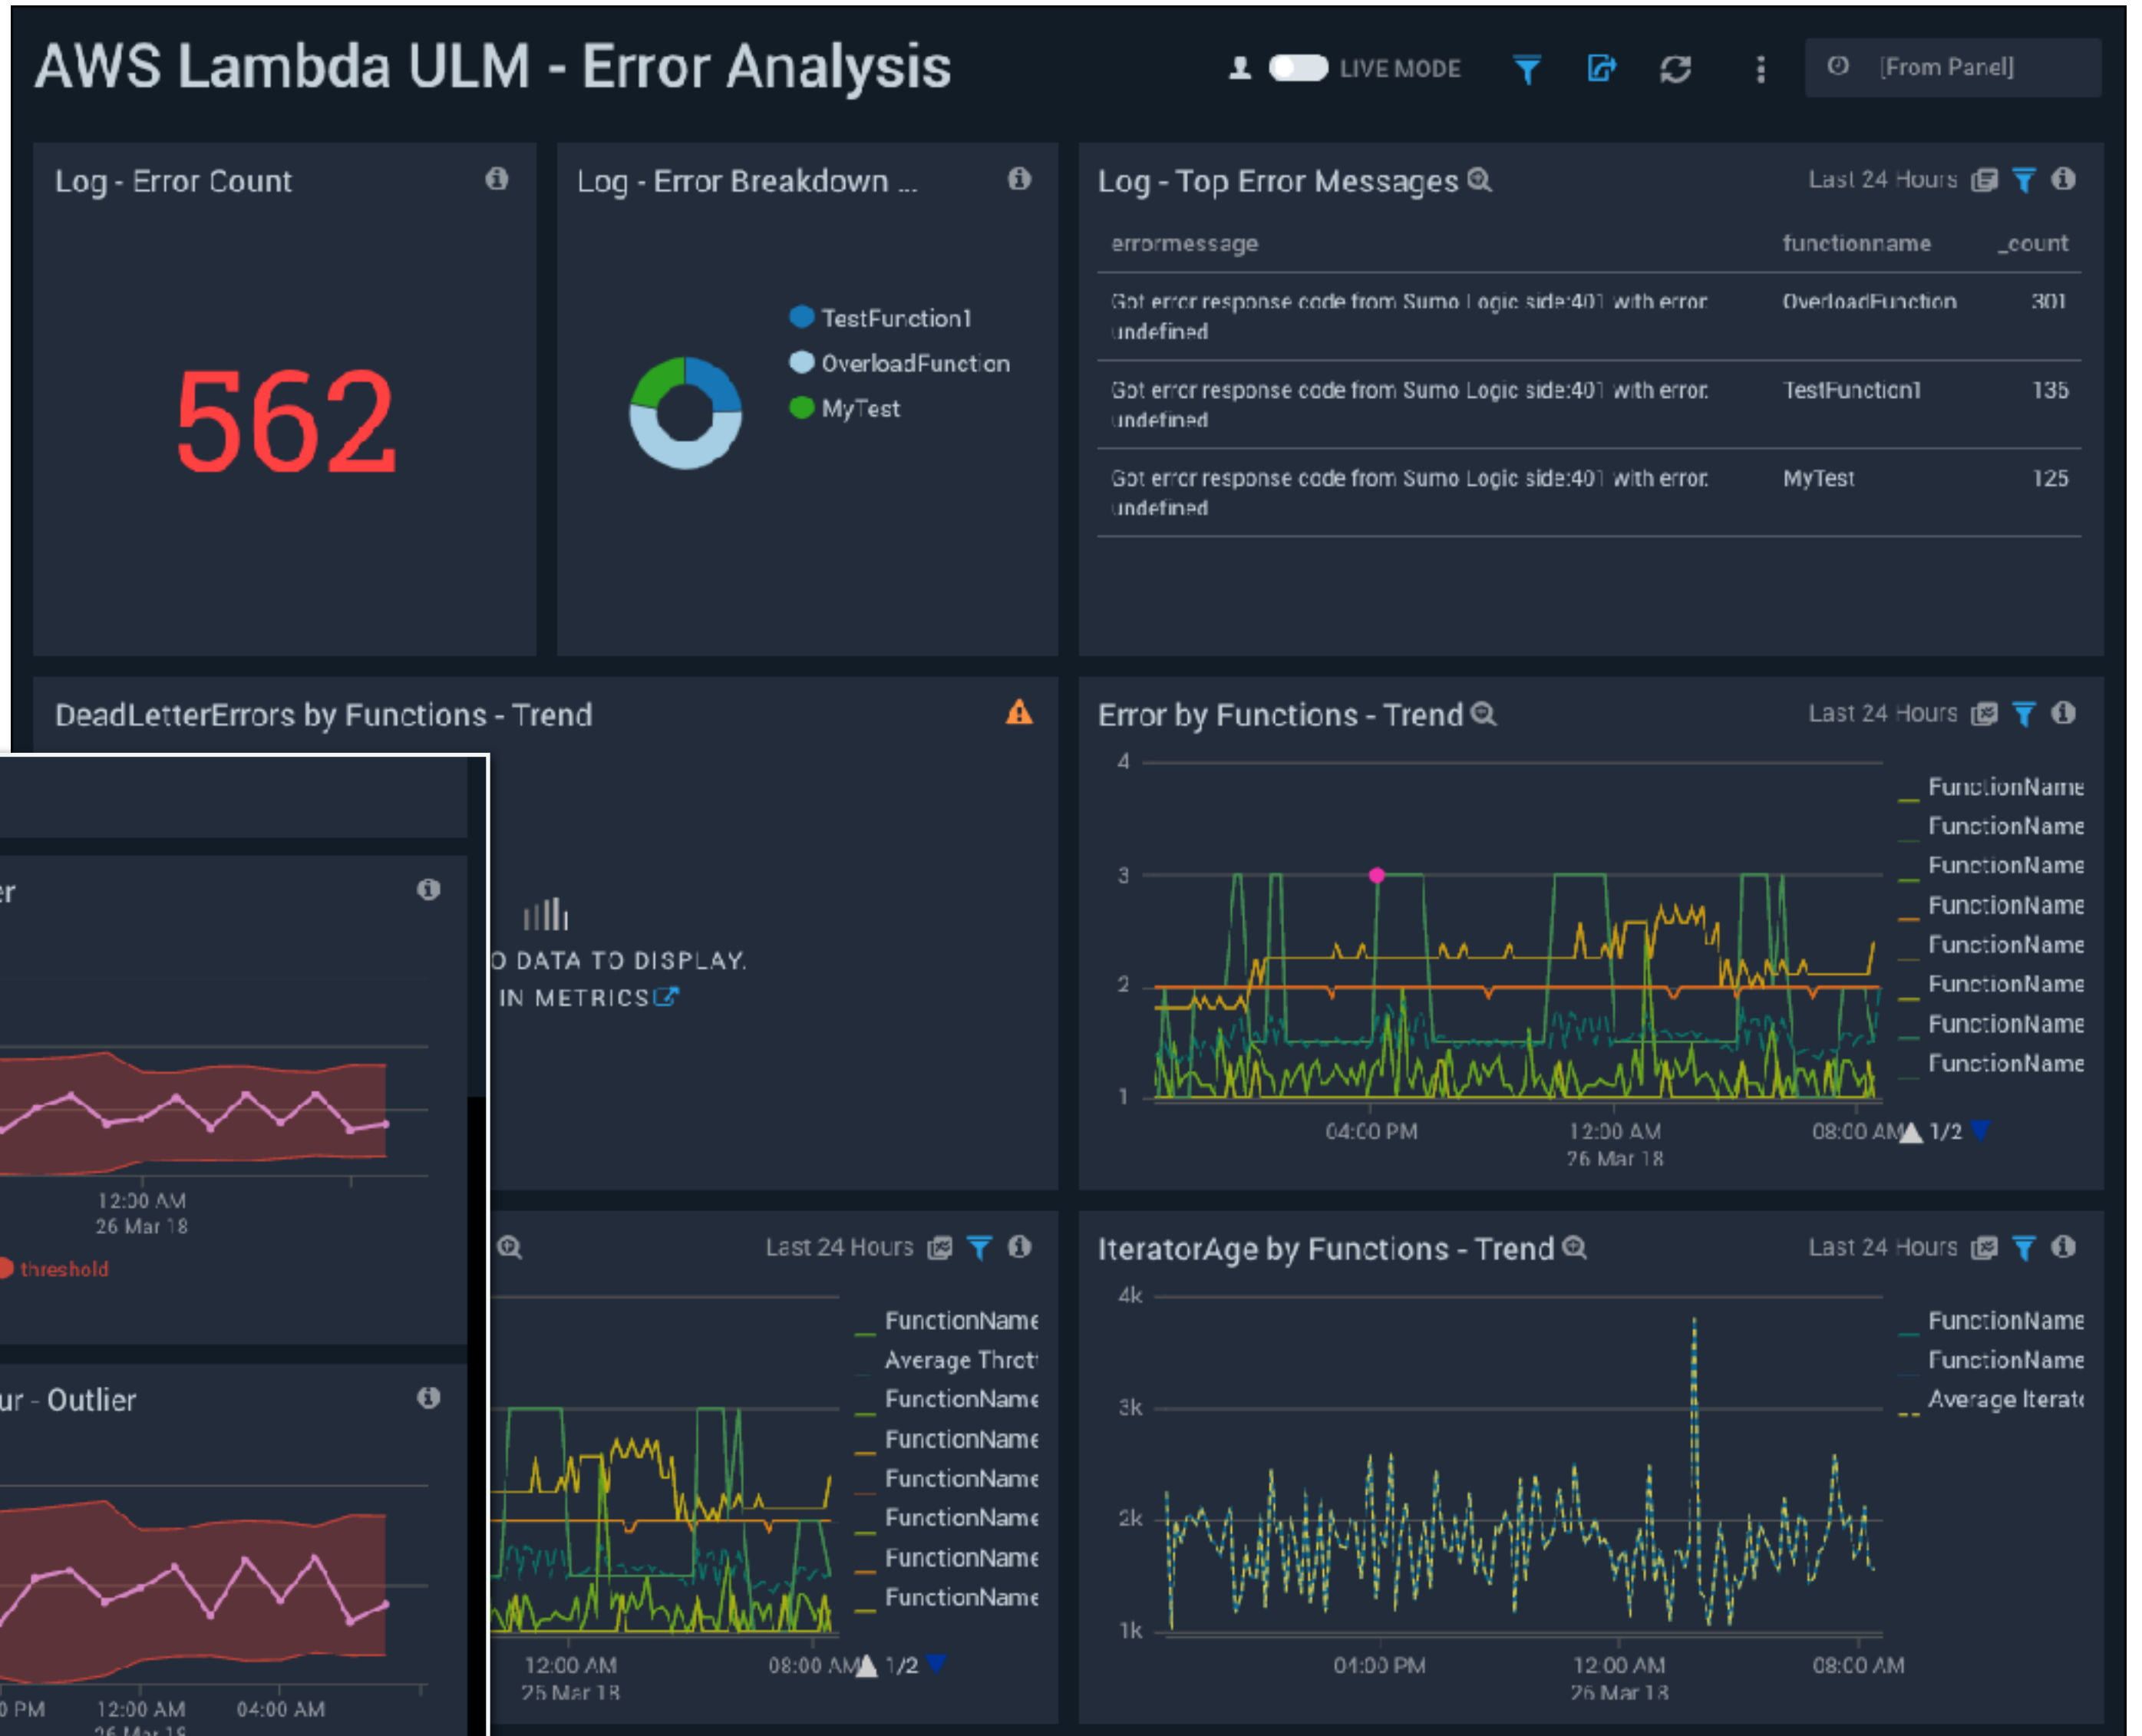 AWS Lambda ULM - Error Analysis
LIVE MODE
[From Panel]
Log - Error Count
562
Log - Error Breakdown ...
TestFunction1
OverloadFunction
MyTest
Log - Top Error Messages
Last 24 Hours
errormessage functionname _count
Got error response code from Sumo Logic side:401 with error: OverloadFunction 301
undefined
Got error response code from Sumo Logic side:401 with error: TestFunction1 135
undefined
Got error response code from Sumo Logic side:401 with error: MyTest 125
undefined
DeadLetterErrors by Functions - Trend
O DATA TO DISPLAY.
IN METRICS
Error by Functions - Trend
Last 24 Hours
4
3
2
1
04:00 PM 12:00 AM 08:00 AM
26 Mar 18
FunctionName
FunctionName
FunctionName
FunctionName
FunctionName
FunctionName
FunctionName
FunctionName
1/2
er
12:00 AM
26 Mar 18
threshold
ur - Outlier
0 PM 12:00 AM 04:00 AM
26 Mar 18
Last 24 Hours
FunctionName
Average Thrott
FunctionName
FunctionName
FunctionName
FunctionName
FunctionName
FunctionName
12:00 AM 08:00 AM
1/2
IteratorAge by Functions - Trend
Last 24 Hours
4k
3k
2k
1k
04:00 PM 12:00 AM 08:00 AM
26 Mar 18
FunctionName
FunctionName
Average Iterato